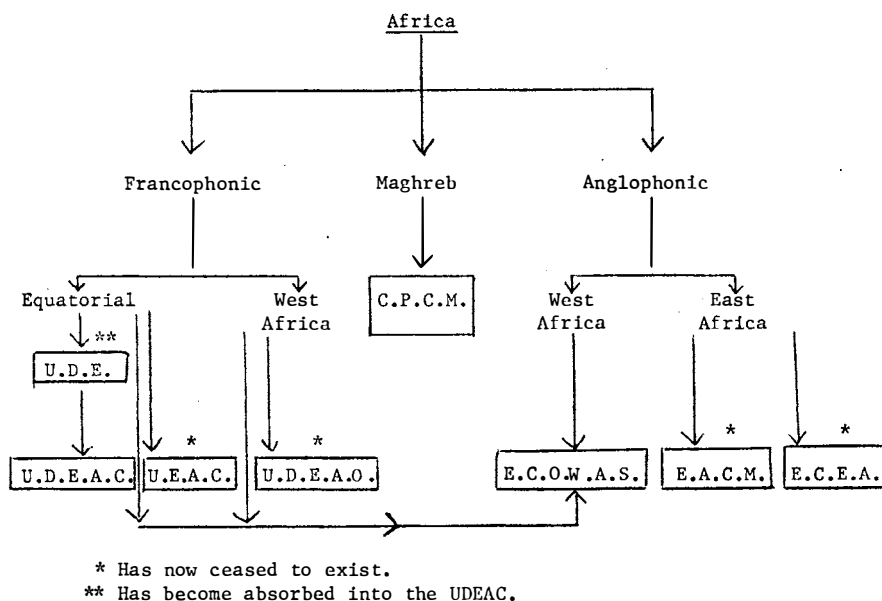 Africa
Francophonic Maghreb Anglophonic
Equatorial West Africa C.P.C.M. West Africa East Africa
**
U.D.E.
* * * *
U.D.E.A.C. U.E.A.C. U.D.E.A.O. E.C.O.W.A.S. E.A.C.M. E.C.E.A.
* Has now ceased to exist.
** Has become absorbed into the UDEAC.